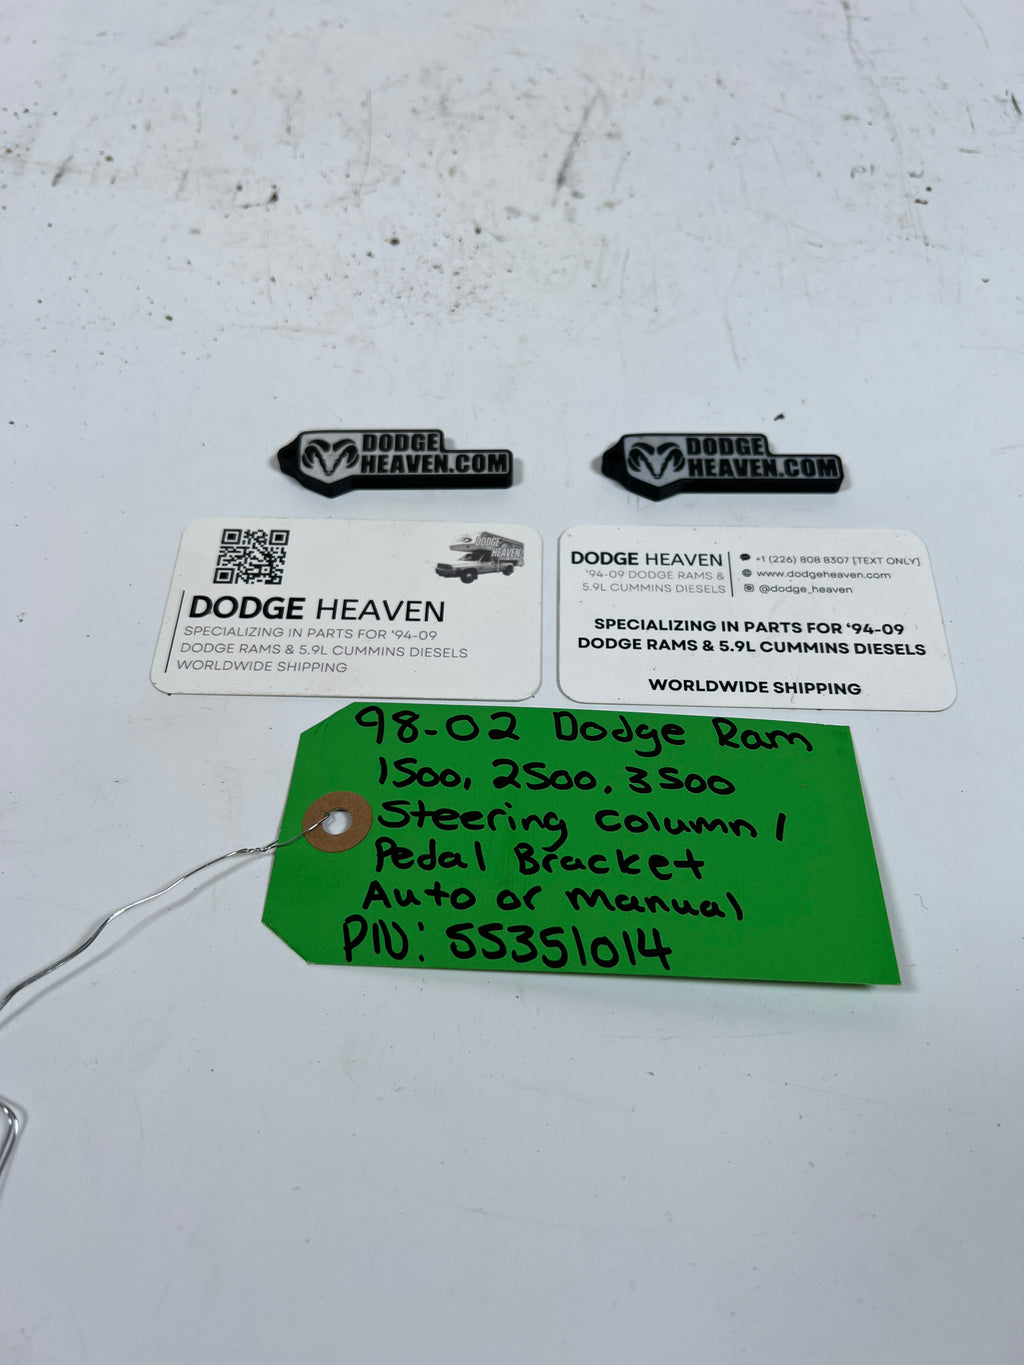 DODGE
HEAVEN.COM
DODGE
HEAVEN.COM
DODGE
HEAVEN
DODGE HEAVEN
SPECIALIZING IN PARTS FOR '94-09
DODGE RAMS & 5.9L CUMMINS DIESELS
WORLDWIDE SHIPPING
DODGE HEAVEN
'94-09 DODGE RAMS &
5.9L CUMMINS DIESELS
+1 (226) 808 8307 [TEXT ONLY]
www.dodgeheaven.com
@dodge_heaven
SPECIALIZING IN PARTS FOR '94-09
DODGE RAMS & 5.9L CUMMINS DIESELS
WORLDWIDE SHIPPING
98-02 Dodge Ram
1500, 2500, 3500
Steering Column /
Pedal Bracket
Auto or Manual
P/N: 55351014